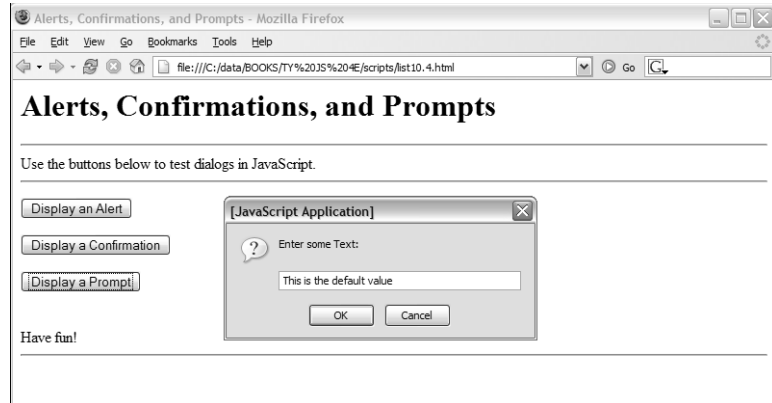 Alerts, Confirmations, and Prompts - Mozilla Firefox
File Edit View Go Bookmarks Tools Help
file:///C:/data/BOOKS/TY%20JS%204E/scripts/list10.4.html Go G
Alerts, Confirmations, and Prompts
Use the buttons below to test dialogs in JavaScript.
Display an Alert
Display a Confirmation
Display a Prompt
[JavaScript Application]
Enter some Text:
This is the default value
OK Cancel
Have fun!